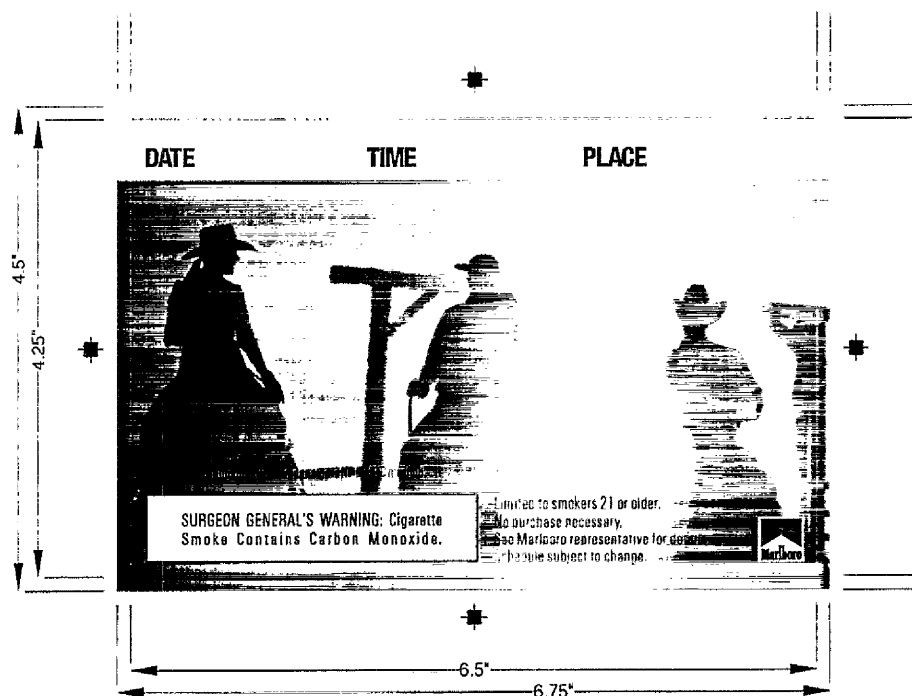 DATE TIME PLACE
4.5"
4.25"
SURGEON GENERAL'S WARNING: Cigarette
Smoke Contains Carbon Monoxide.
Limited to smokers 21 or older.
No purchase necessary.
See Marlboro representative for
schedule subject to change.
Marlboro
6.5"
6.75"